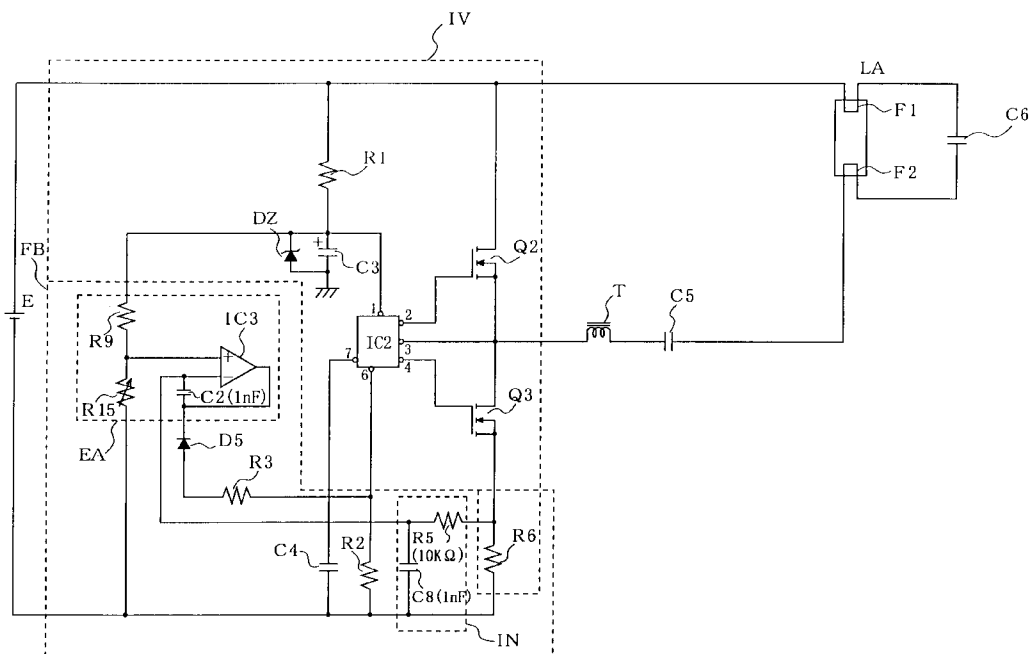 IV
LA
F1
C6
F2
R1
DZ
+
C3
Q2
FB
E
T
C5
1
2
IC3
R9
IC2
3
7
4
6
+
−
C2(1nF)
Q3
R15
D5
EA
R3
R5
(10KΩ)
R6
C4
R2
C8(1nF)
IN